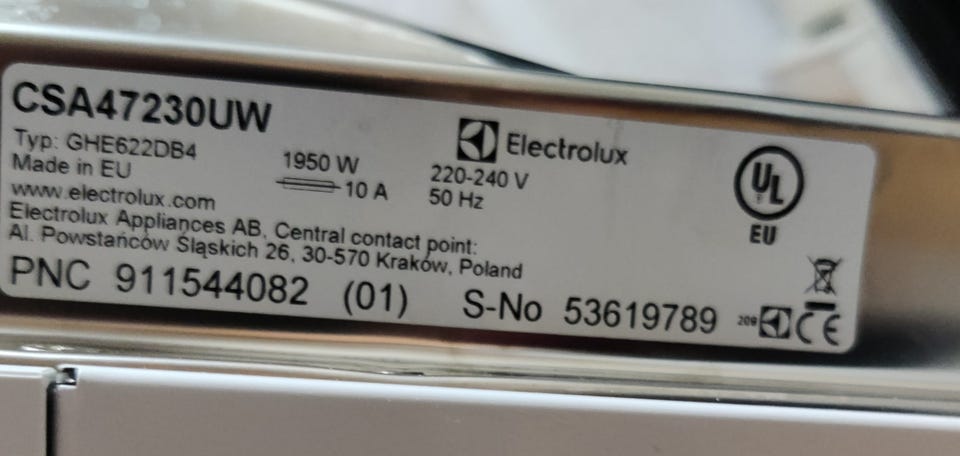 CSA47230UW
Electrolux
Typ: GHE622DB4
1950 W
220-240 V
Made in EU
10 A
50 Hz
www.electrolux.com
Electrolux Appliances AB, Central contact point:
Al. Powstańców Śląskich 26, 30-570 Kraków, Poland
UL
EU
PNC 911544082 (01) S-No 53619789
209
CE